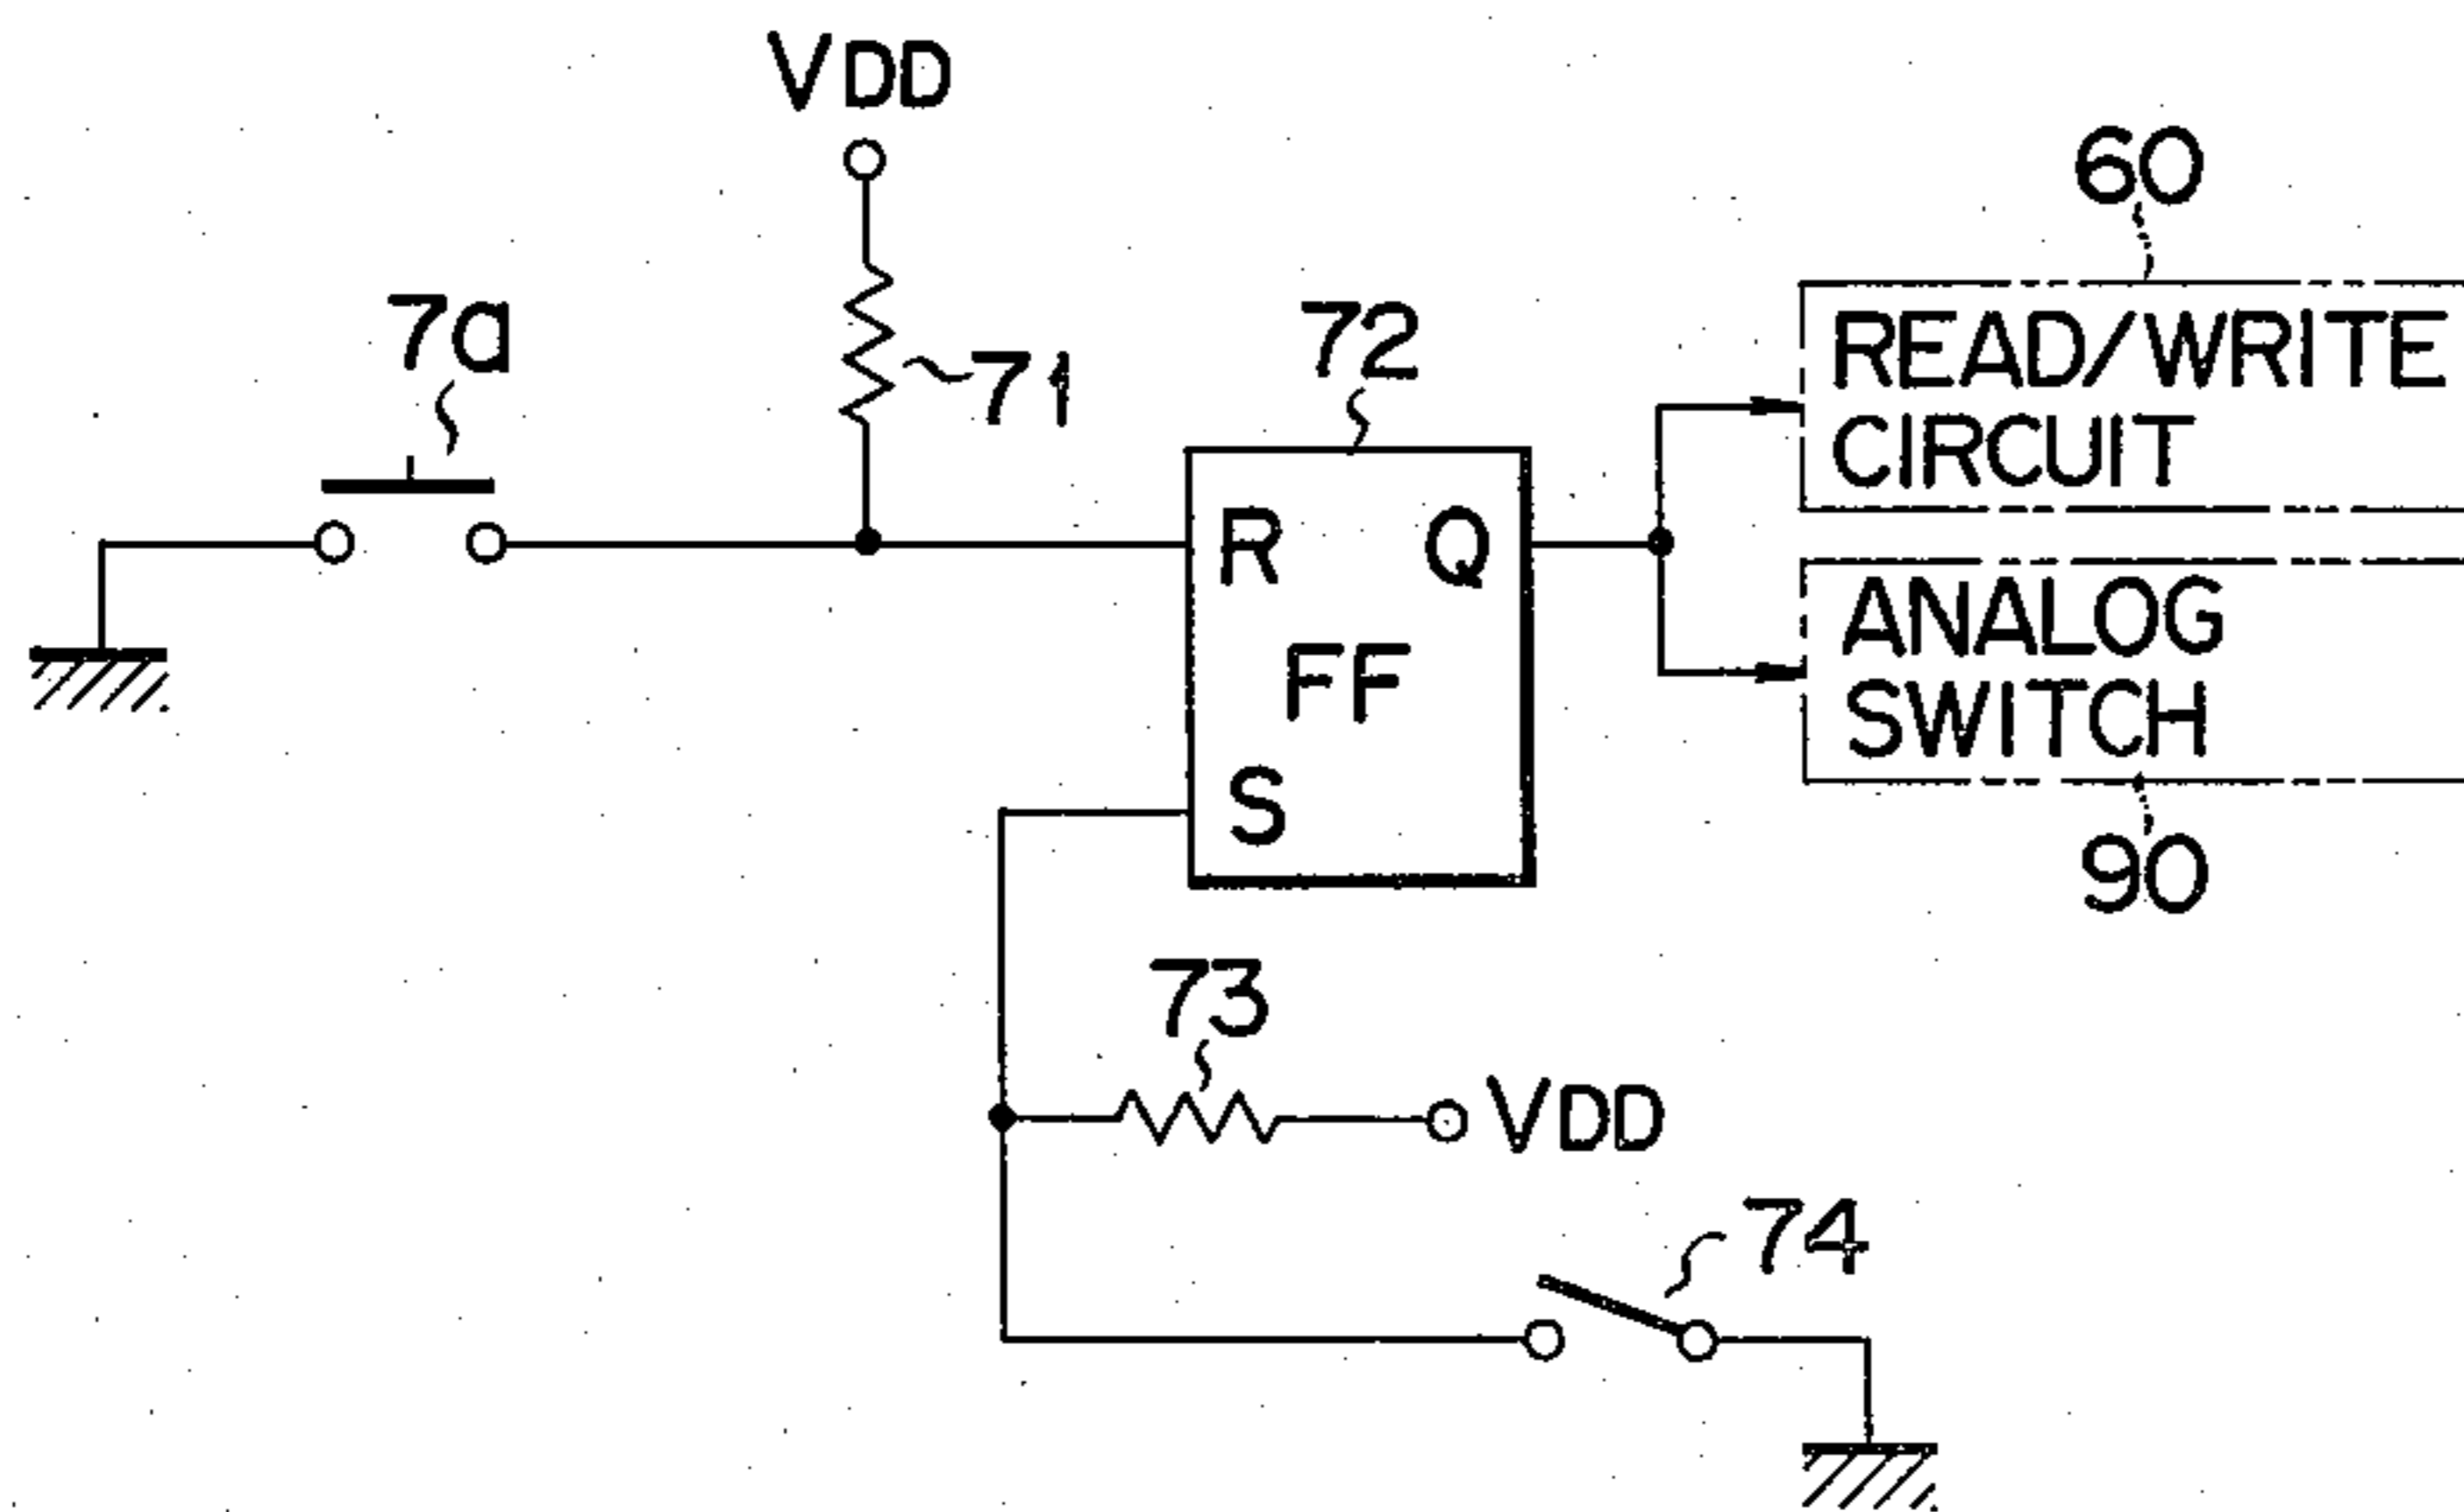 VDD
60
7a
71
72
READ/WRITE
CIRCUIT
R
Q
FF
S
ANALOG
SWITCH
90
73
VDD
74